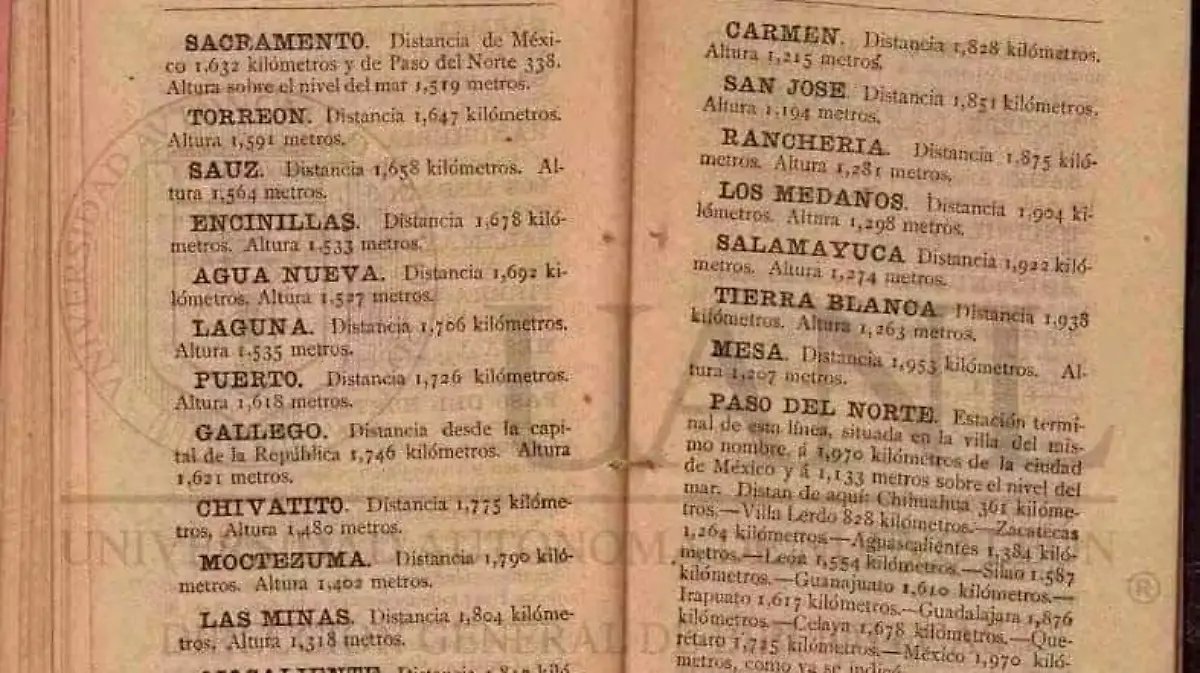 SACRAMENTO. Distancia de Méxi-
co 1,632 kilómetros y de Paso del Norte 338.
Altura sobre el nivel del mar 1,519 metros.
TORREON. Distancia 1,647 kilómetros.
Altura 1,591 metros.
SAUZ. Distancia 1,658 kilómetros. Al-
tura 1,564 metros.
ENCINILLAS. Distancia 1,678 kiló-
metros. Altura 1,533 metros.
AGUA NUEVA. Distancia 1,692 ki-
lómetros. Altura 1,527 metros.
LAGUNA. Distancia 1,706 kilómetros.
Altura 1,535 metros.
PUERTO. Distancia 1,726 kilómetros.
Altura 1,618 metros.
GALLEGO. Distancia desde la capi-
tal de la República 1,746 kilómetros. Altura
1,621 metros.
CHIVATITO. Distancia 1,775 kilóme-
tros, Altura 1,480 metros.
MOCTEZUMA. Distancia 1,790 kiló-
metros. Altura 1,402 metros.
LAS MINAS. Distancia 1,804 kilóme-
tros. Altura 1,318 metros.
CARMEN. Distancia 1,828 kilómetros.
Altura 1,215 metros.
SAN JOSE. Distancia 1,851 kilómetros.
Altura 1,194 metros.
RANCHERIA. Distancia 1,875 kiló-
metros. Altura 1,281 metros.
LOS MEDANOS. Distancia 1,904 ki-
lómetros. Altura 1,298 metros.
SALAMAYUCA Distancia 1,922 kiló-
metros. Altura 1,274 metros.
TIERRA BLANCA. Distancia 1,938
kilómetros. Altura 1,263 metros.
MESA. Distancia 1,953 kilómetros. Al-
tura 1,207 metros.
PASO DEL NORTE. Estación termi-
nal de esta línea, situada en la villa del mis-
mo nombre, á 1,970 kilómetros de la ciudad
de México y á 1,133 metros sobre el nivel del
mar. Distan de aquí: Chihuahua 361 kilóme-
tros.—Villa Lerdo 828 kilómetros.—Zacatecas
1,264 kilómetros.—Aguascalientes 1,384 kiló-
metros.—León 1,554 kilómetros.—Silao 1.587
kilómetros.—Guanajuato 1,610 kilómetros.—
Irapuato 1,617 kilómetros.—Guadalajara 1,876
kilómetros.—Celaya 1,678 kilómetros.—Que-
rétaro 1,725 kilómetros.—México 1,970 kiló-
metros, como ya se